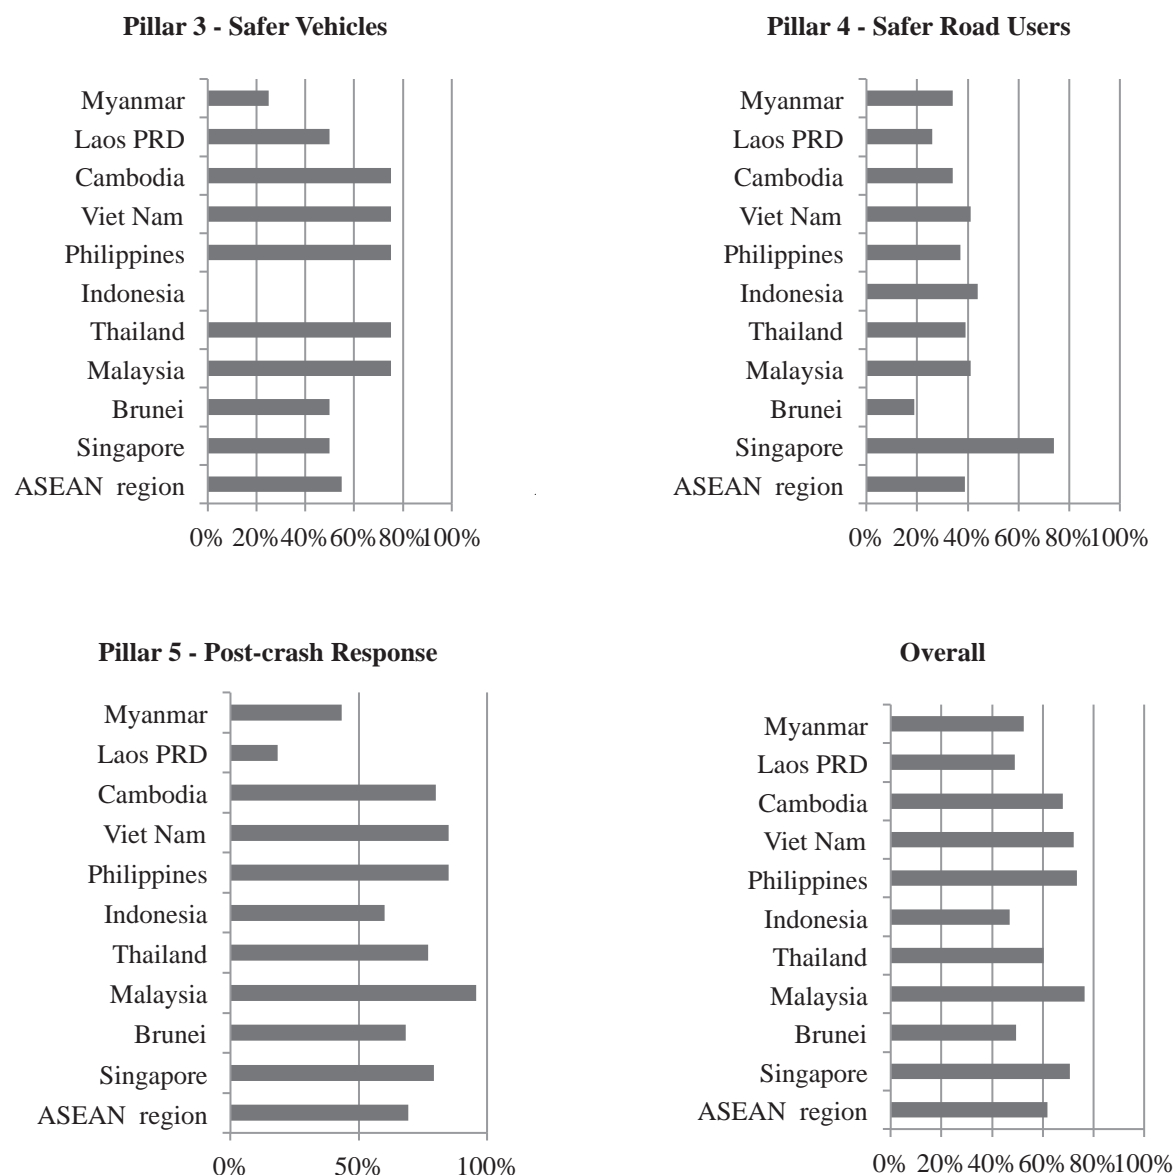 Pillar 3 - Safer Vehicles
Myanmar
Laos PRD
Cambodia
Viet Nam
Philippines
Indonesia
Thailand
Malaysia
Brunei
Singapore
ASEAN region
0% 20% 40% 60% 80% 100%
Pillar 4 - Safer Road Users
Myanmar
Laos PRD
Cambodia
Viet Nam
Philippines
Indonesia
Thailand
Malaysia
Brunei
Singapore
ASEAN region
0% 20% 40% 60% 80% 100%
Pillar 5 - Post-crash Response
Myanmar
Laos PRD
Cambodia
Viet Nam
Philippines
Indonesia
Thailand
Malaysia
Brunei
Singapore
ASEAN region
0% 50% 100%
Overall
Myanmar
Laos PRD
Cambodia
Viet Nam
Philippines
Indonesia
Thailand
Malaysia
Brunei
Singapore
ASEAN region
0% 20% 40% 60% 80% 100%